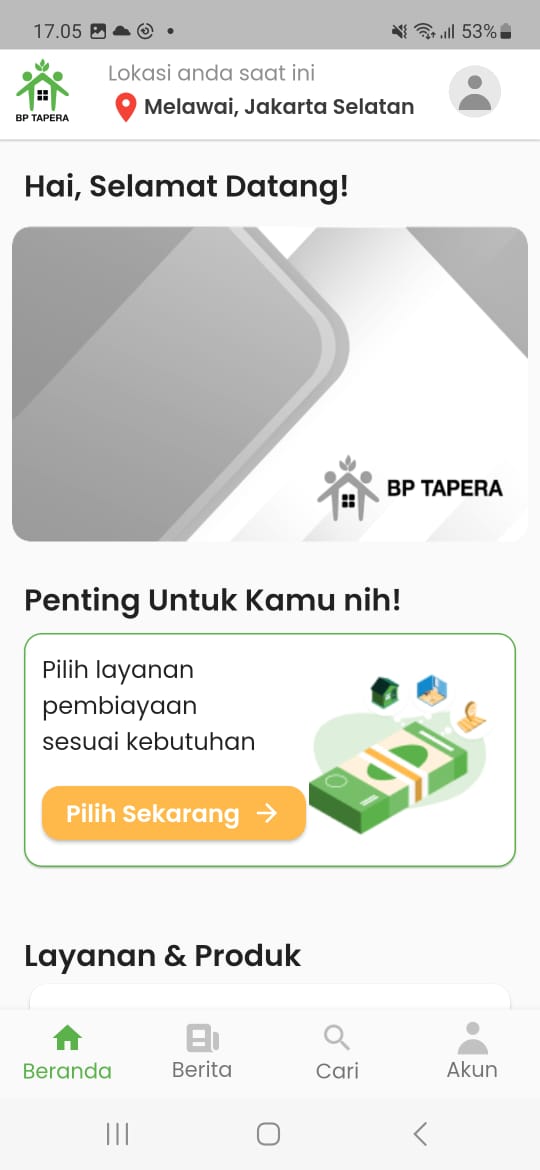 17.05
53%
BP TAPERA
Lokasi anda saat ini
Melawai, Jakarta Selatan
Hai, Selamat Datang!
BP TAPERA
Penting Untuk Kamu nih!
Pilih layanan
pembiayaan
sesuai kebutuhan
Pilih Sekarang →
Layanan & Produk
Beranda
Berita
Cari
Akun